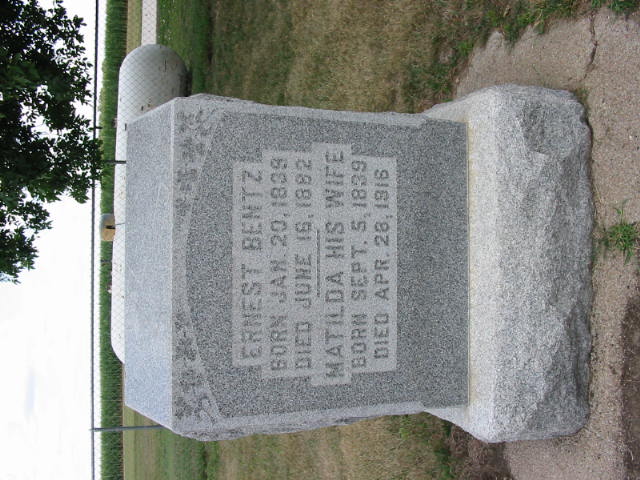 ERNEST BENTZ
BORN JAN. 20, 1839
DIED JUNE 16, 1882
MATILDA HIS WIFE
BORN SEPT. 5, 1839
DIED APR. 28, 1916